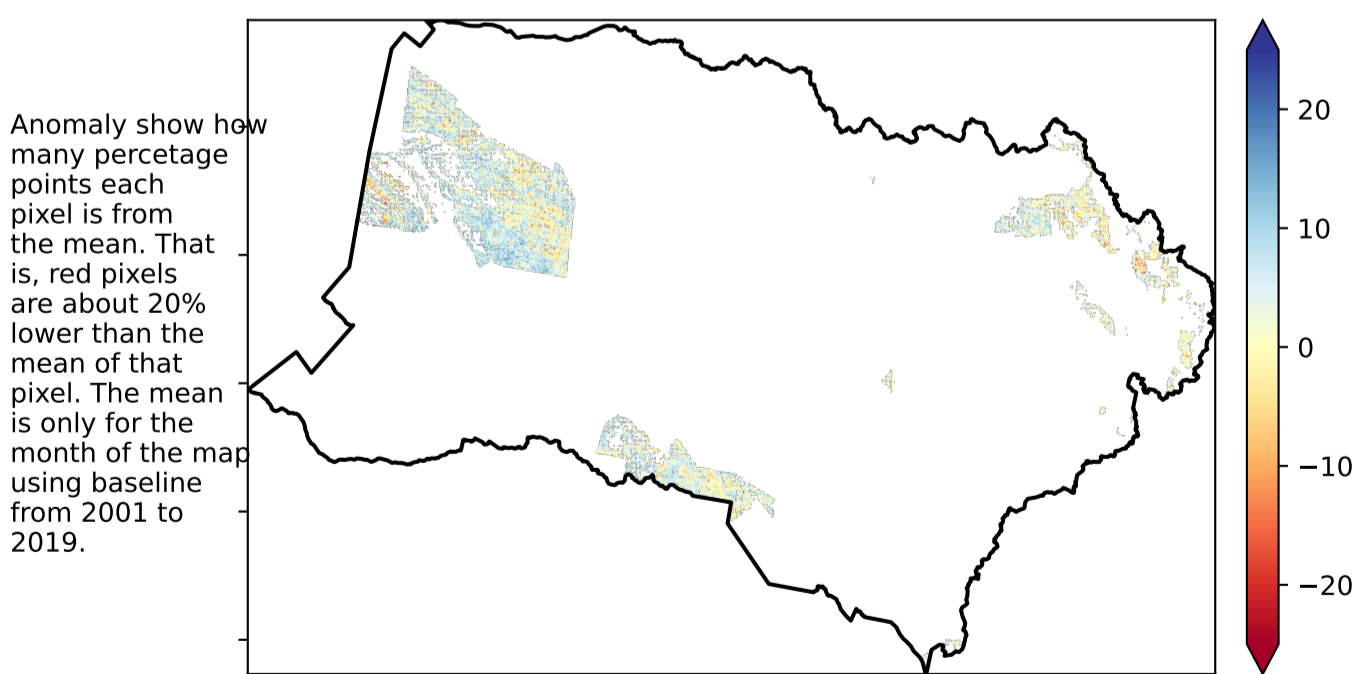 Anomaly show how
many percetage
points each
pixel is from
the mean. That
is, red pixels
are about 20%
lower than the
mean of that
pixel. The mean
is only for the
month of the map
using baseline
from 2001 to
2019.
20
10
0
−10
−20